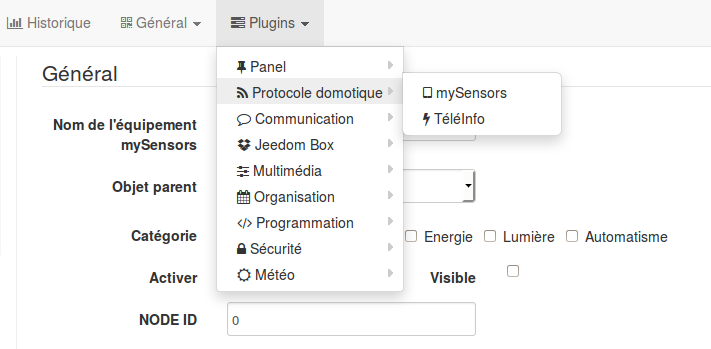 Historique Général Plugins
Général
Panel
Protocole domotique
Communication
Jeedom Box
Multimédia
Organisation
Programmation
Sécurité
Météo
mySensors
TéléInfo
Nom de l'équipement
mySensors
Objet parent
Catégorie Energie Lumière Automatisme
Activer Visible
NODE ID 0